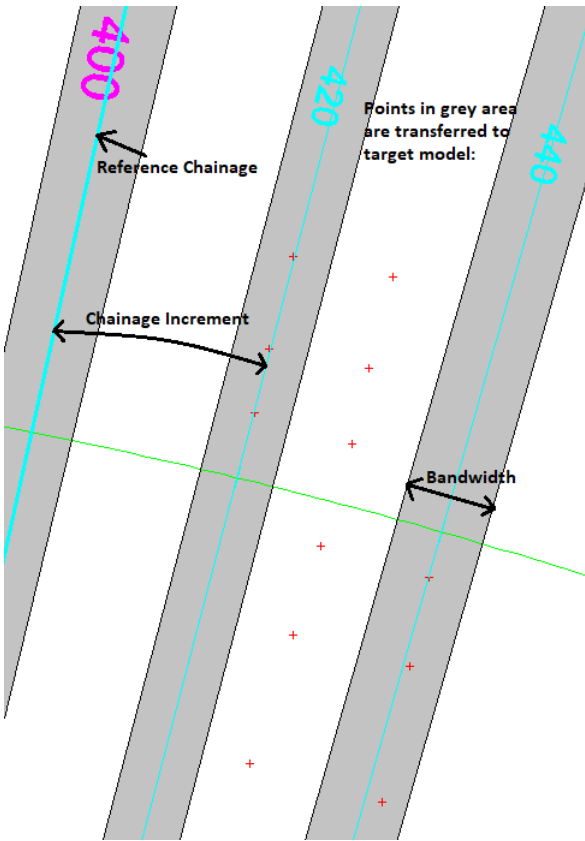 400
420
Points in grey area
are transferred to
target model:
440
Reference Chainage
Chainage Increment
Bandwidth